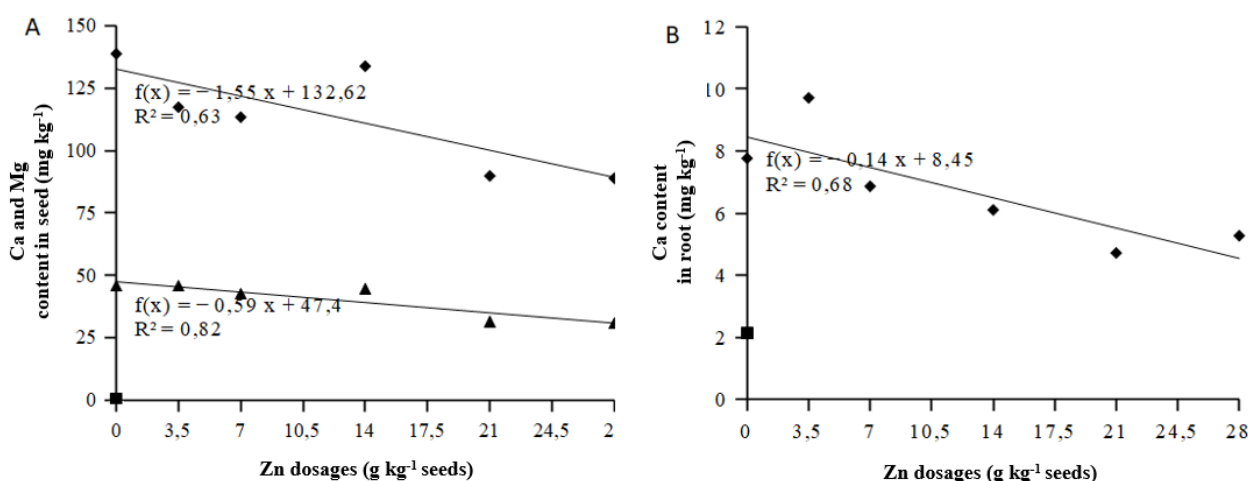 A
150
125
100
75
50
25
0
Ca and Mg
content in seed (mg kg⁻¹)
f(x) = − 1,55 x + 132,62
R² = 0,63
f(x) = − 0,59 x + 47,4
R² = 0,82
0 3,5 7 10,5 14 17,5 21 24,5 2
Zn dosages (g kg⁻¹ seeds)
B
12
10
8
6
4
2
0
Ca content
in root (mg kg⁻¹)
f(x) = − 0,14 x + 8,45
R² = 0,68
0 3,5 7 10,5 14 17,5 21 24,5 28
Zn dosages (g kg⁻¹ seeds)